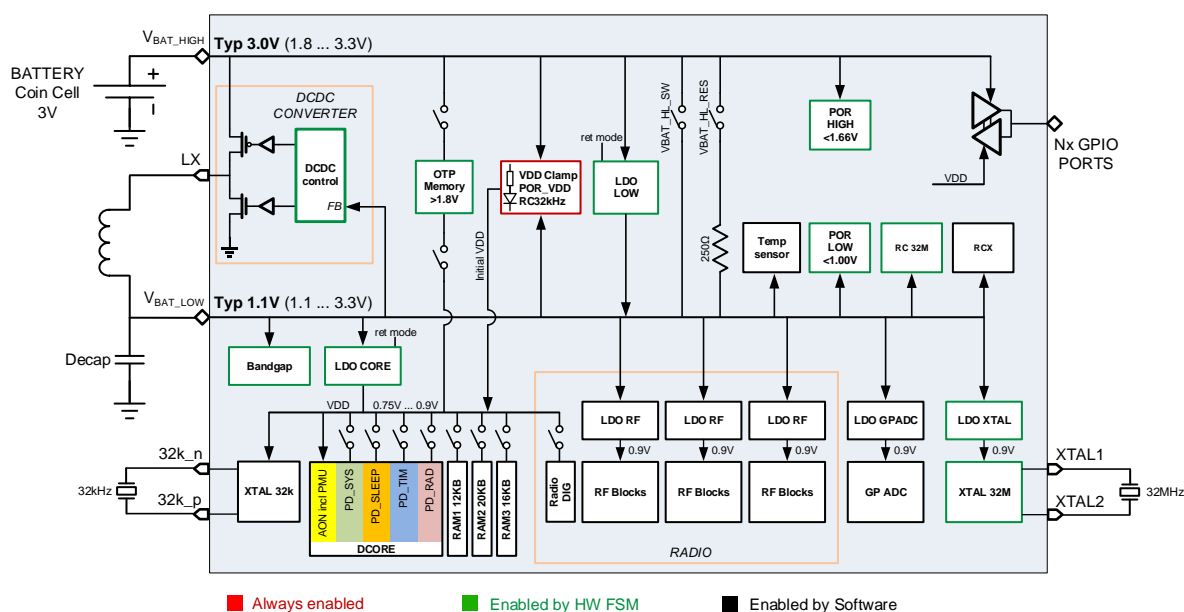 V_BAT_HIGH
Typ 3.0V (1.8 ... 3.3V)
BATTERY
Coin Cell
3V
+
DCDC
CONVERTER
LX
DCDC
control
FB
OTP
Memory
>1.8V
VDD Clamp
POR_VDD
RC32kHz
ret mode
LDO
LOW
VBAT_HL_SW
VBAT_HL_RES
250Ω
POR
HIGH
<1.66V
VDD
Nx GPIO
PORTS
Initial VDD
Temp
sensor
POR
LOW
<1.00V
RC 32M
RCX
V_BAT_LOW
Typ 1.1V (1.1 ... 3.3V)
Decap
Bandgap
LDO CORE
ret mode
VDD
0.75V ... 0.9V
LDO RF
LDO RF
LDO RF
LDO GPADC
LDO XTAL
0.9V
0.9V
0.9V
0.9V
0.9V
32k_n
32kHz
32k_p
XTAL 32k
AON incl PMU
PD_SYS
PD_SLEEP
PD_TIM
PD_RAD
DCORE
RAM1 12KB
RAM2 20KB
RAM3 16KB
Radio
DIG
RF Blocks
RF Blocks
RF Blocks
RADIO
GP ADC
XTAL 32M
XTAL1
32MHz
XTAL2
Always enabled
Enabled by HW FSM
Enabled by Software